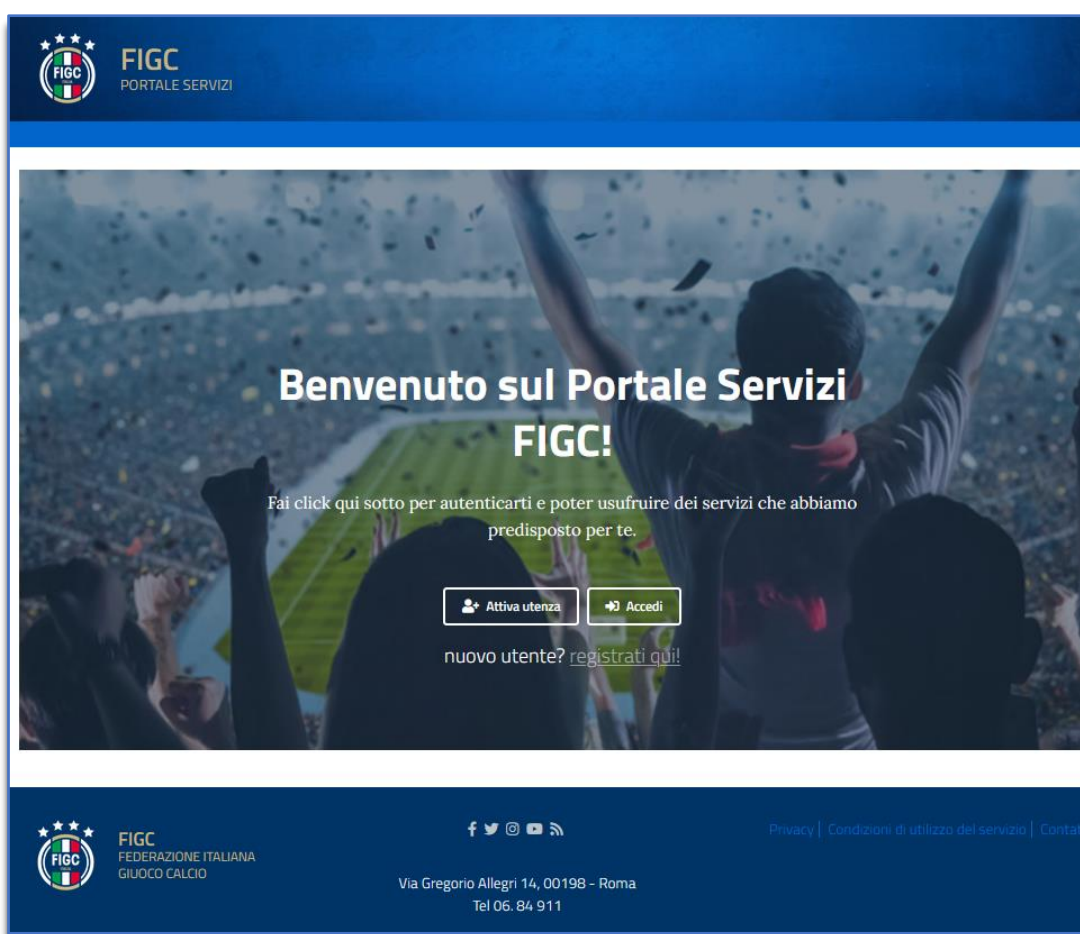 FIGC
FIGC
PORTALE SERVIZI
Benvenuto sul Portale Servizi
FIGC!
Fai click qui sotto per autenticarti e poter usufruire dei servizi che abbiamo
predisposto per te.
Attiva utenza
Accedi
nuovo utente? registrati qui!
FIGC
FIGC
FEDERAZIONE ITALIANA
GIUOCO CALCIO
Via Gregorio Allegri 14, 00198 - Roma
Tel 06. 84 911
Privacy | Condizioni di utilizzo del servizio | Contat